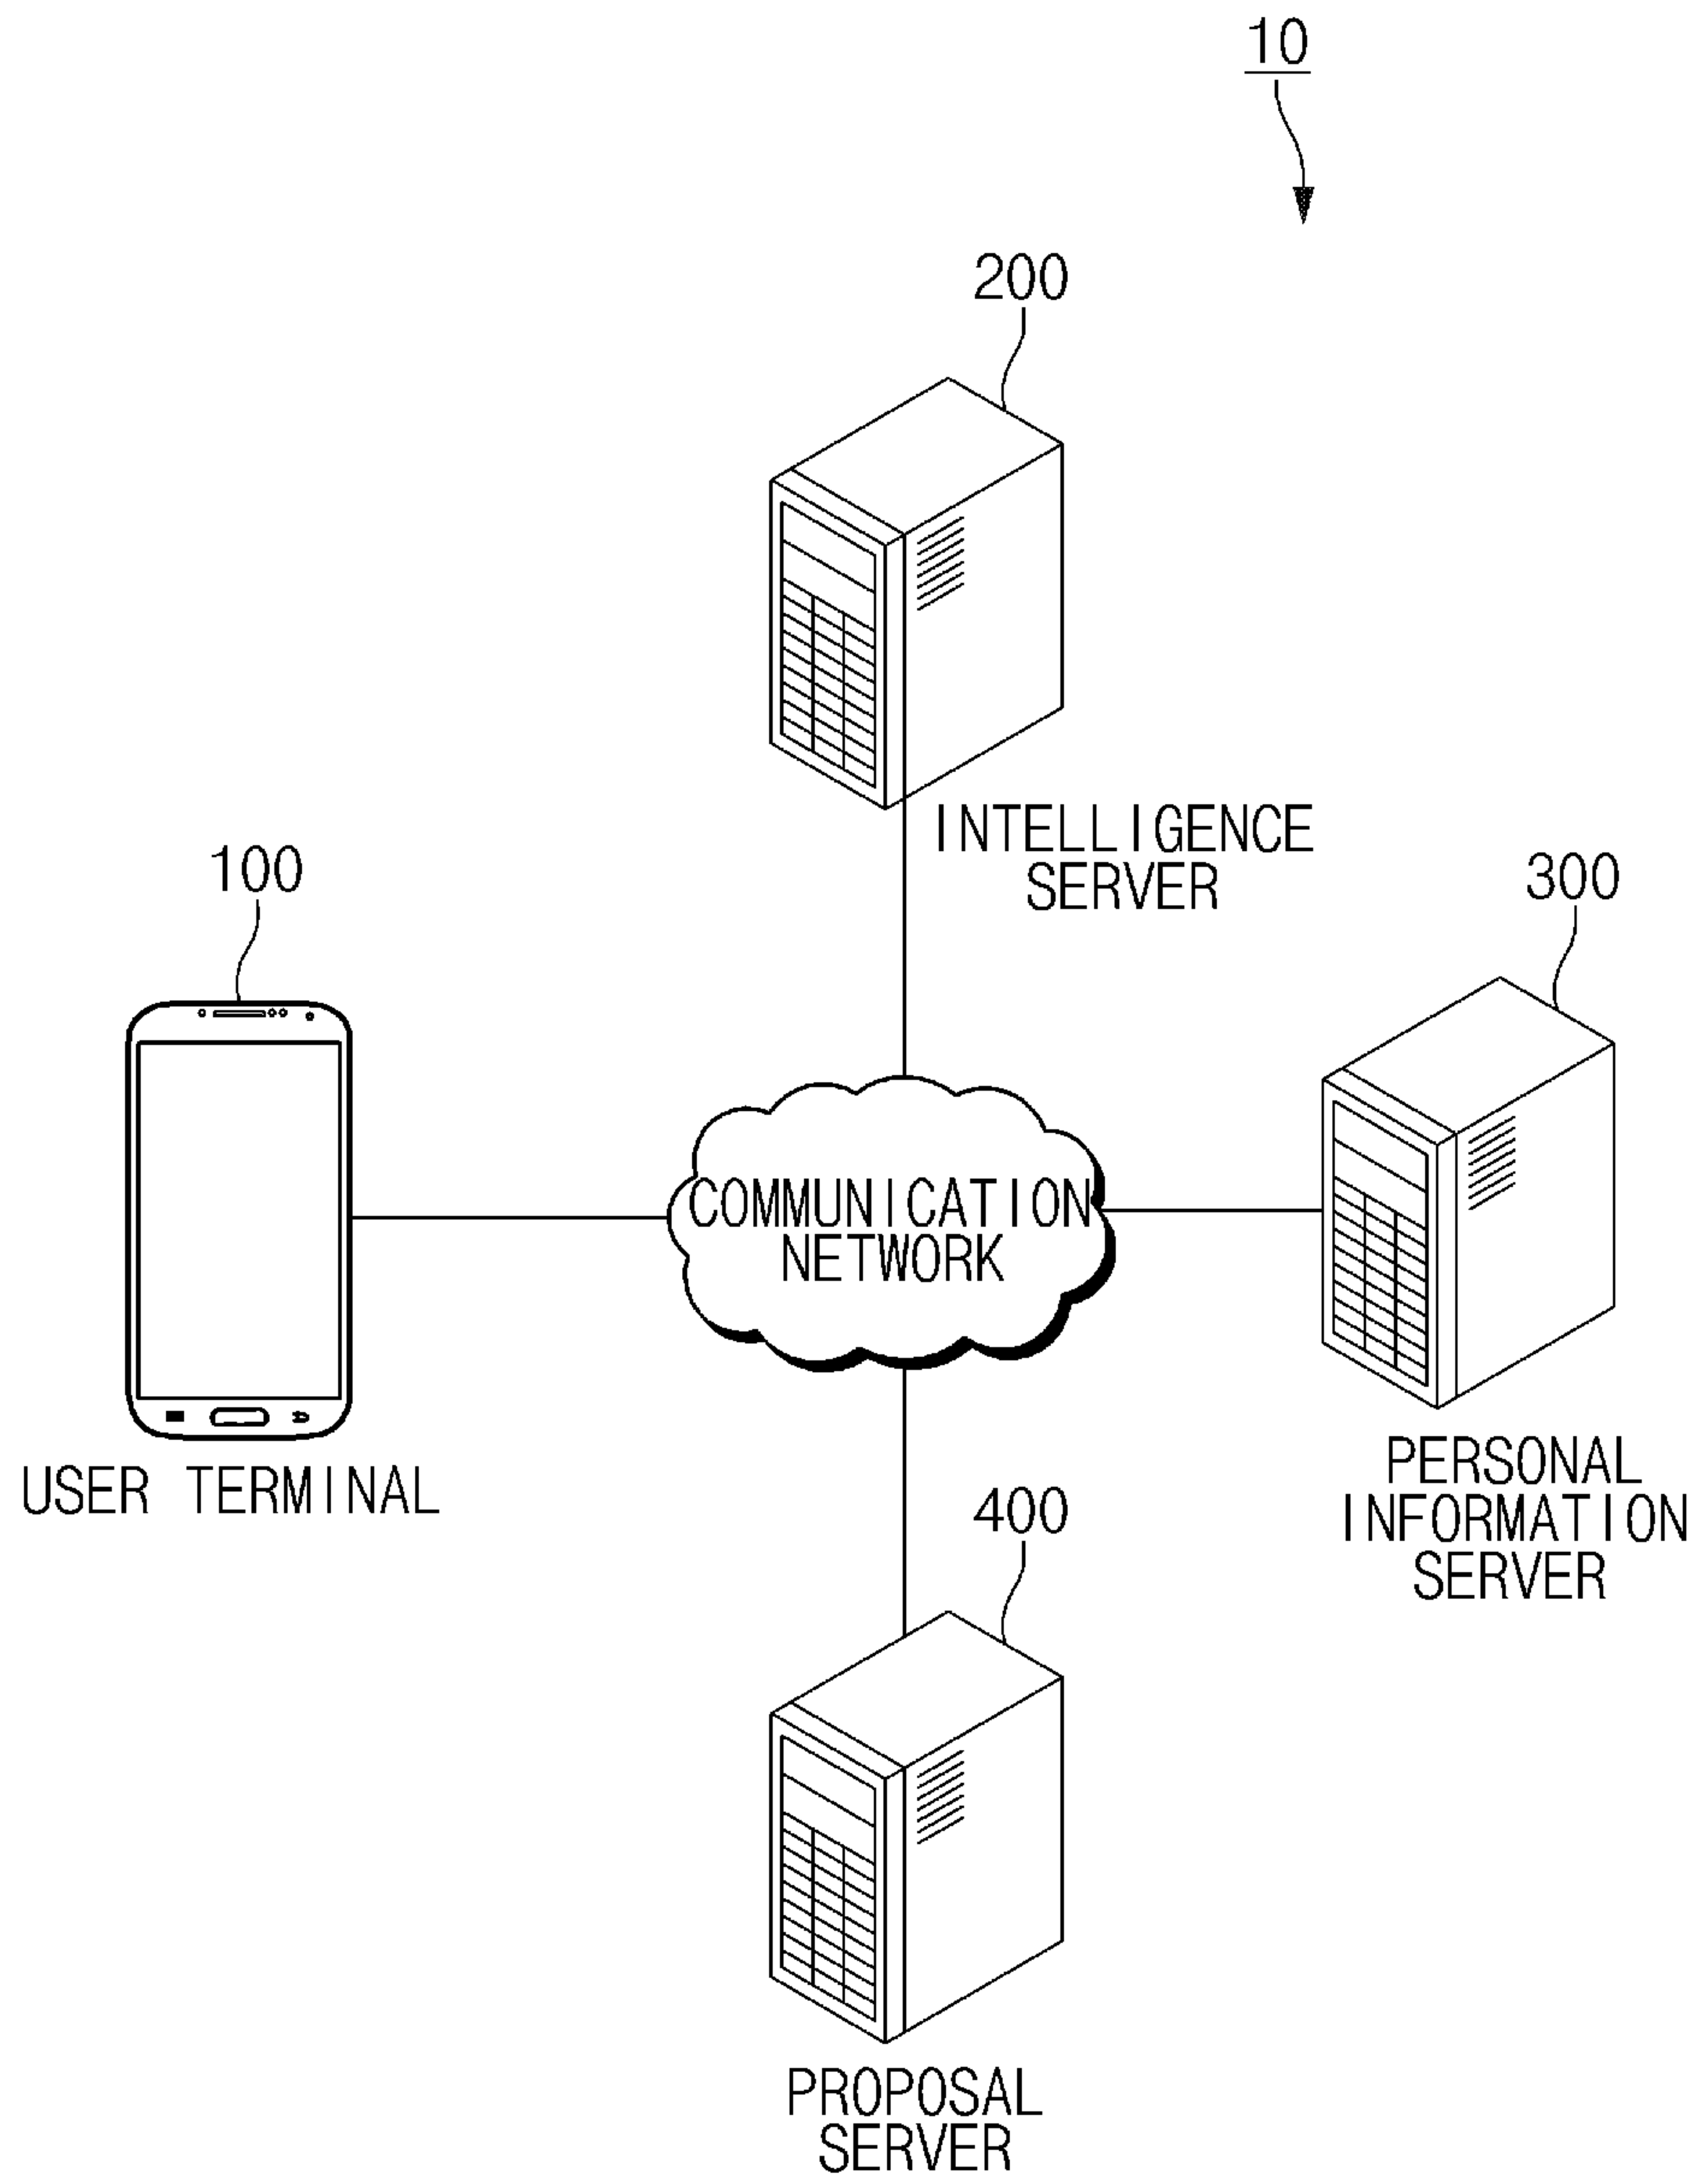 10
200
INTELLIGENCE
SERVER
100
300
COMMUNICATION
NETWORK
USER TERMINAL
PERSONAL
INFORMATION
SERVER
400
PROPOSAL
SERVER